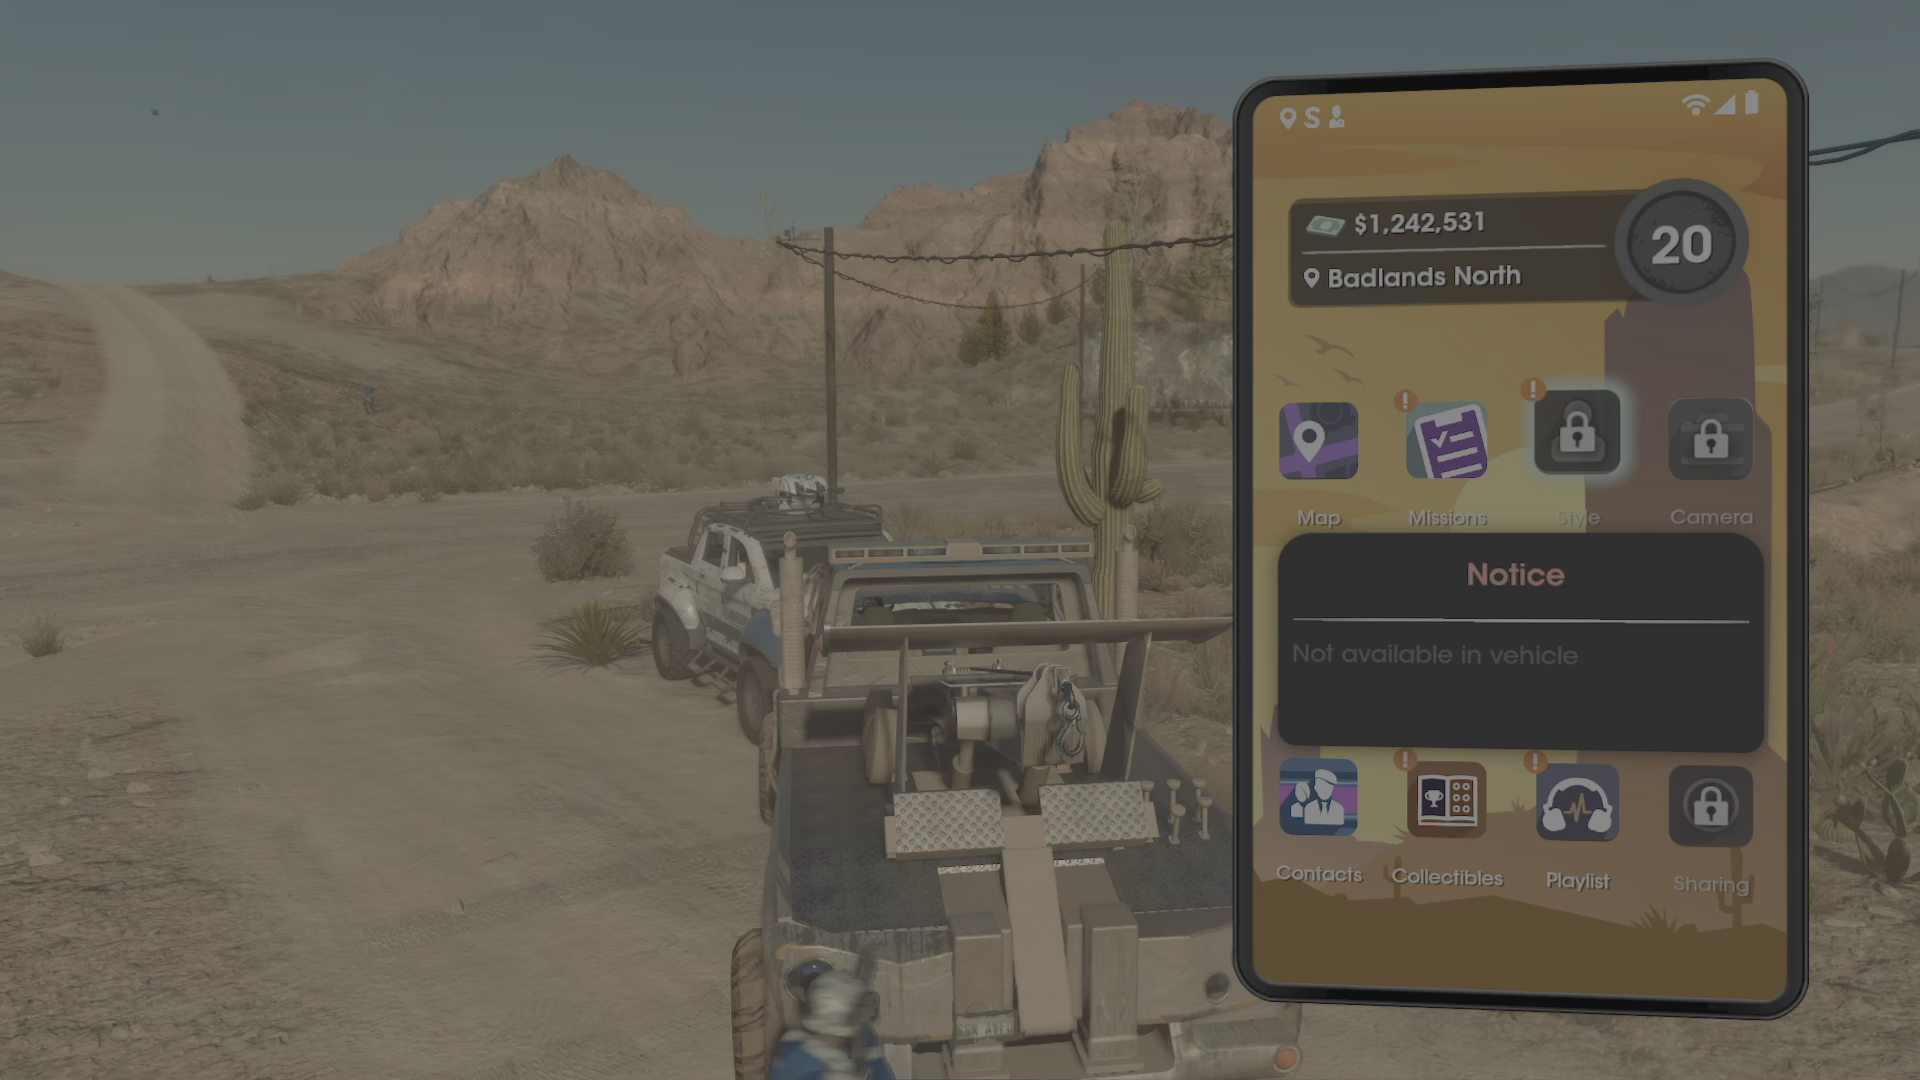 $1,242,531
20
Badlands North
Map
Missions
Style
Camera
Notice
Not available in vehicle
Contacts
Collectibles
Playlist
Sharing